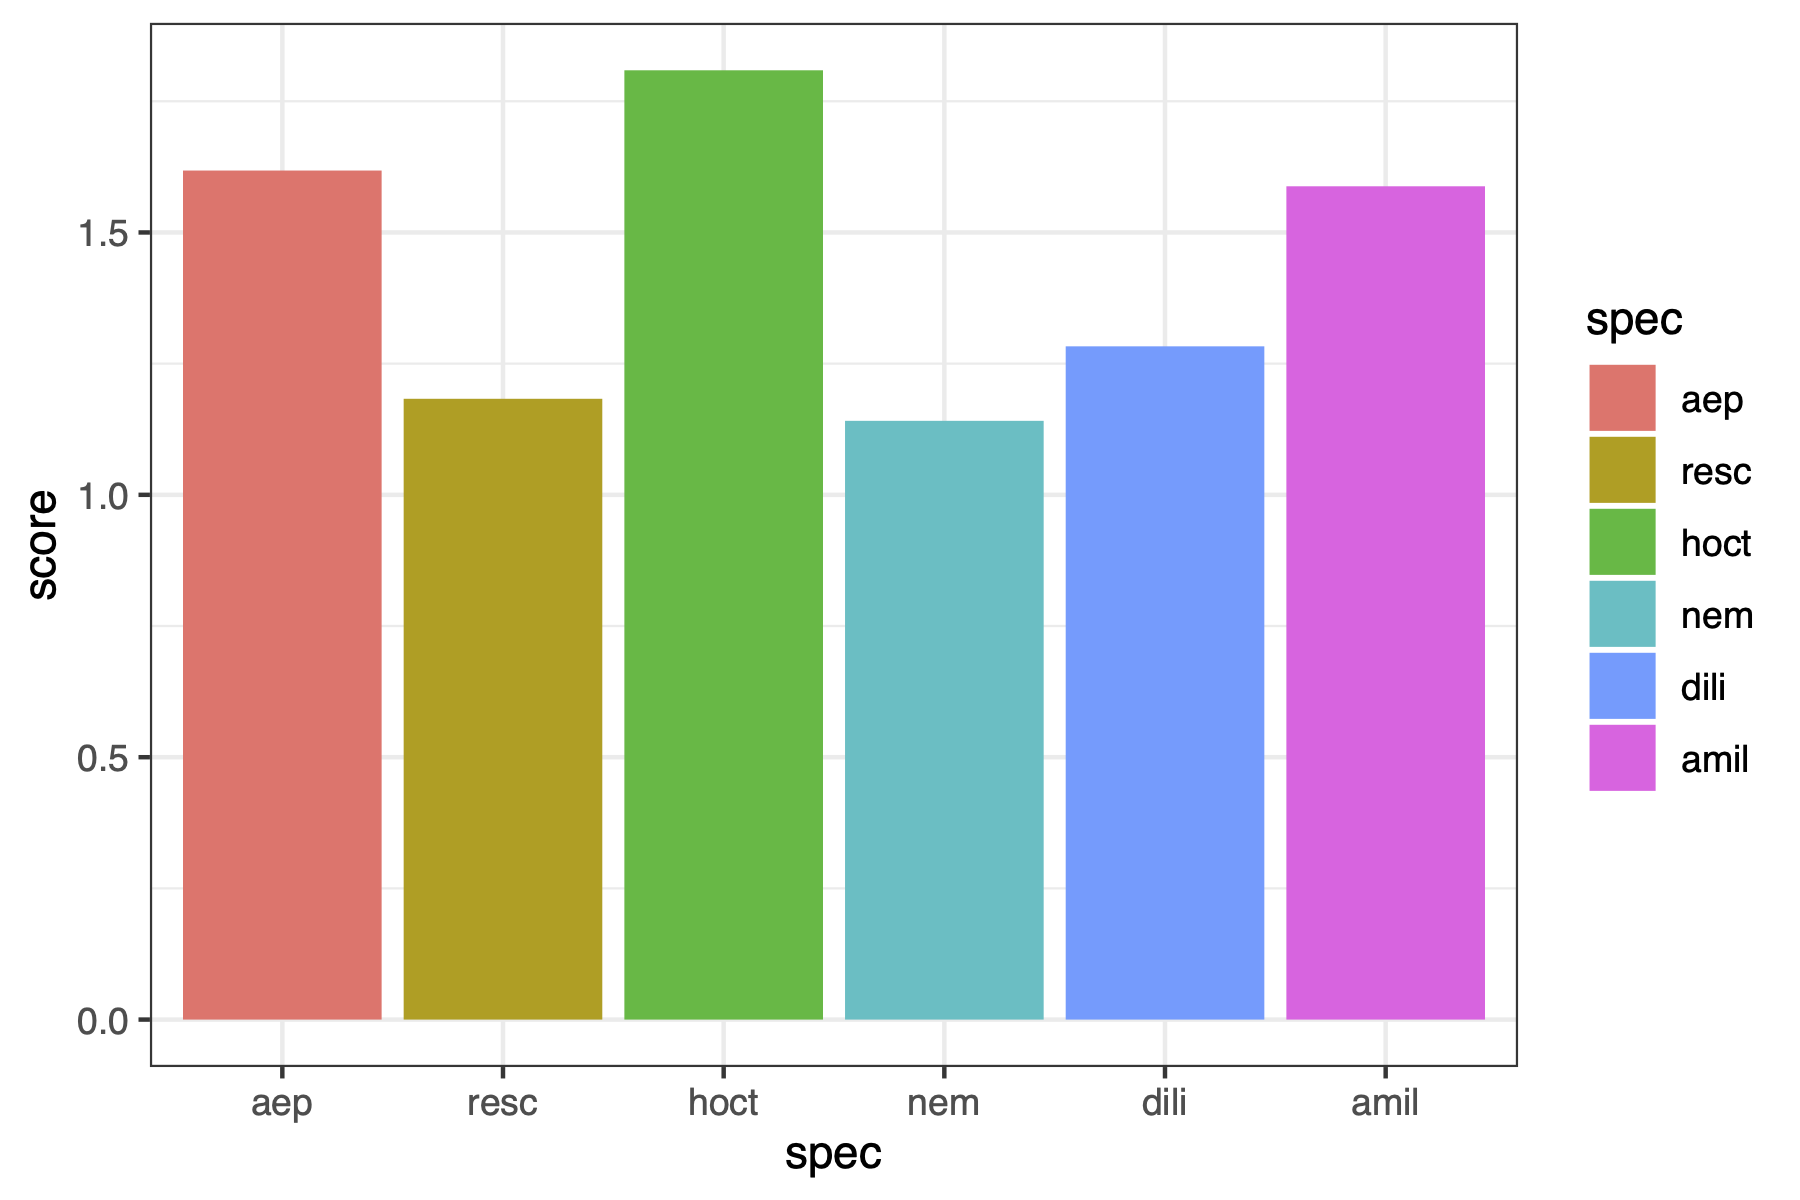 score
1.5
1.0
0.5
0.0
aep resc hoct nem dili amil
spec
spec
aep
resc
hoct
nem
dili
amil